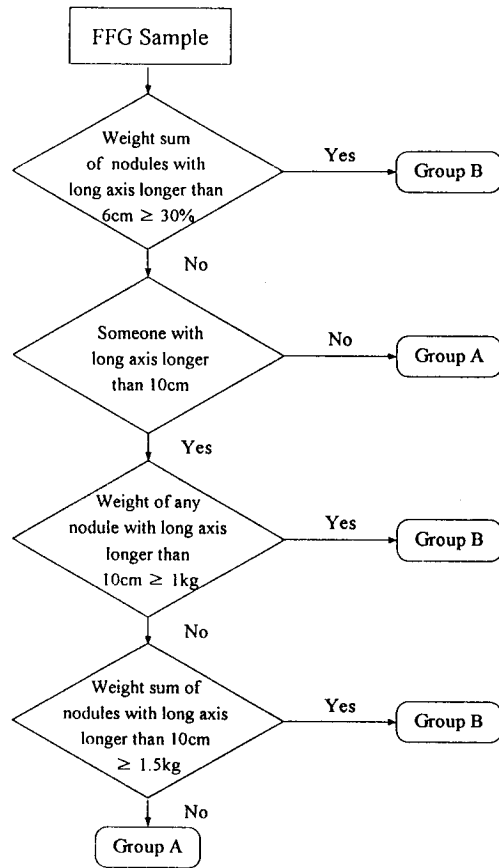 FFG Sample
Weight sum
of nodules with
long axis longer than
6cm ≥ 30%
Yes
Group B
No
Someone with
long axis longer
than 10cm
No
Group A
Yes
Weight of any
nodule with long axis
longer than
10cm ≥ 1kg
Yes
Group B
No
Weight sum of
nodules with long axis
longer than 10cm
≥ 1.5kg
Yes
Group B
No
Group A